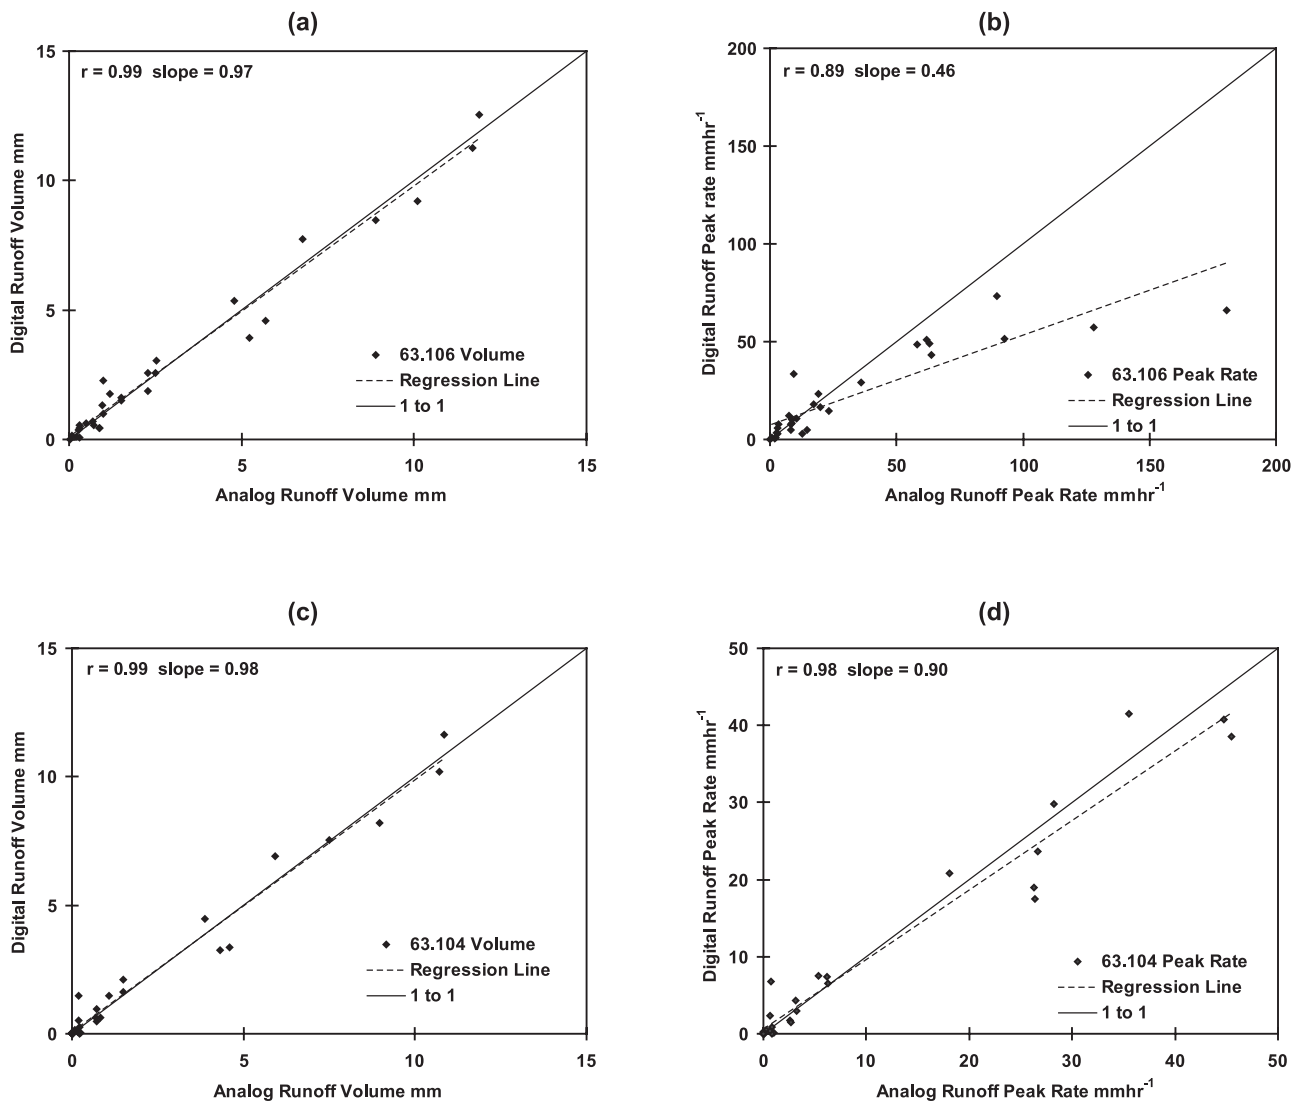 (a)
15
r = 0.99 slope = 0.97
10
5
0
0 5 10 15
Digital Runoff Volume mm
63.106 Volume
Regression Line
1 to 1
Analog Runoff Volume mm
(b)
200
r = 0.89 slope = 0.46
150
100
50
0
0 50 100 150 200
Digital Runoff Peak rate mmhr⁻¹
63.106 Peak Rate
Regression Line
1 to 1
Analog Runoff Peak Rate mmhr⁻¹
(c)
15
r = 0.99 slope = 0.98
10
5
0
0 5 10 15
Digital Runoff Volume mm
63.104 Volume
Regression Line
1 to 1
Analog Runoff Volume mm
(d)
50
r = 0.98 slope = 0.90
40
30
20
10
0
0 10 20 30 40 50
Digital Runoff Peak Rate mmhr⁻¹
63.104 Peak Rate
Regression Line
1 to 1
Analog Runoff Peak Rate mmhr⁻¹